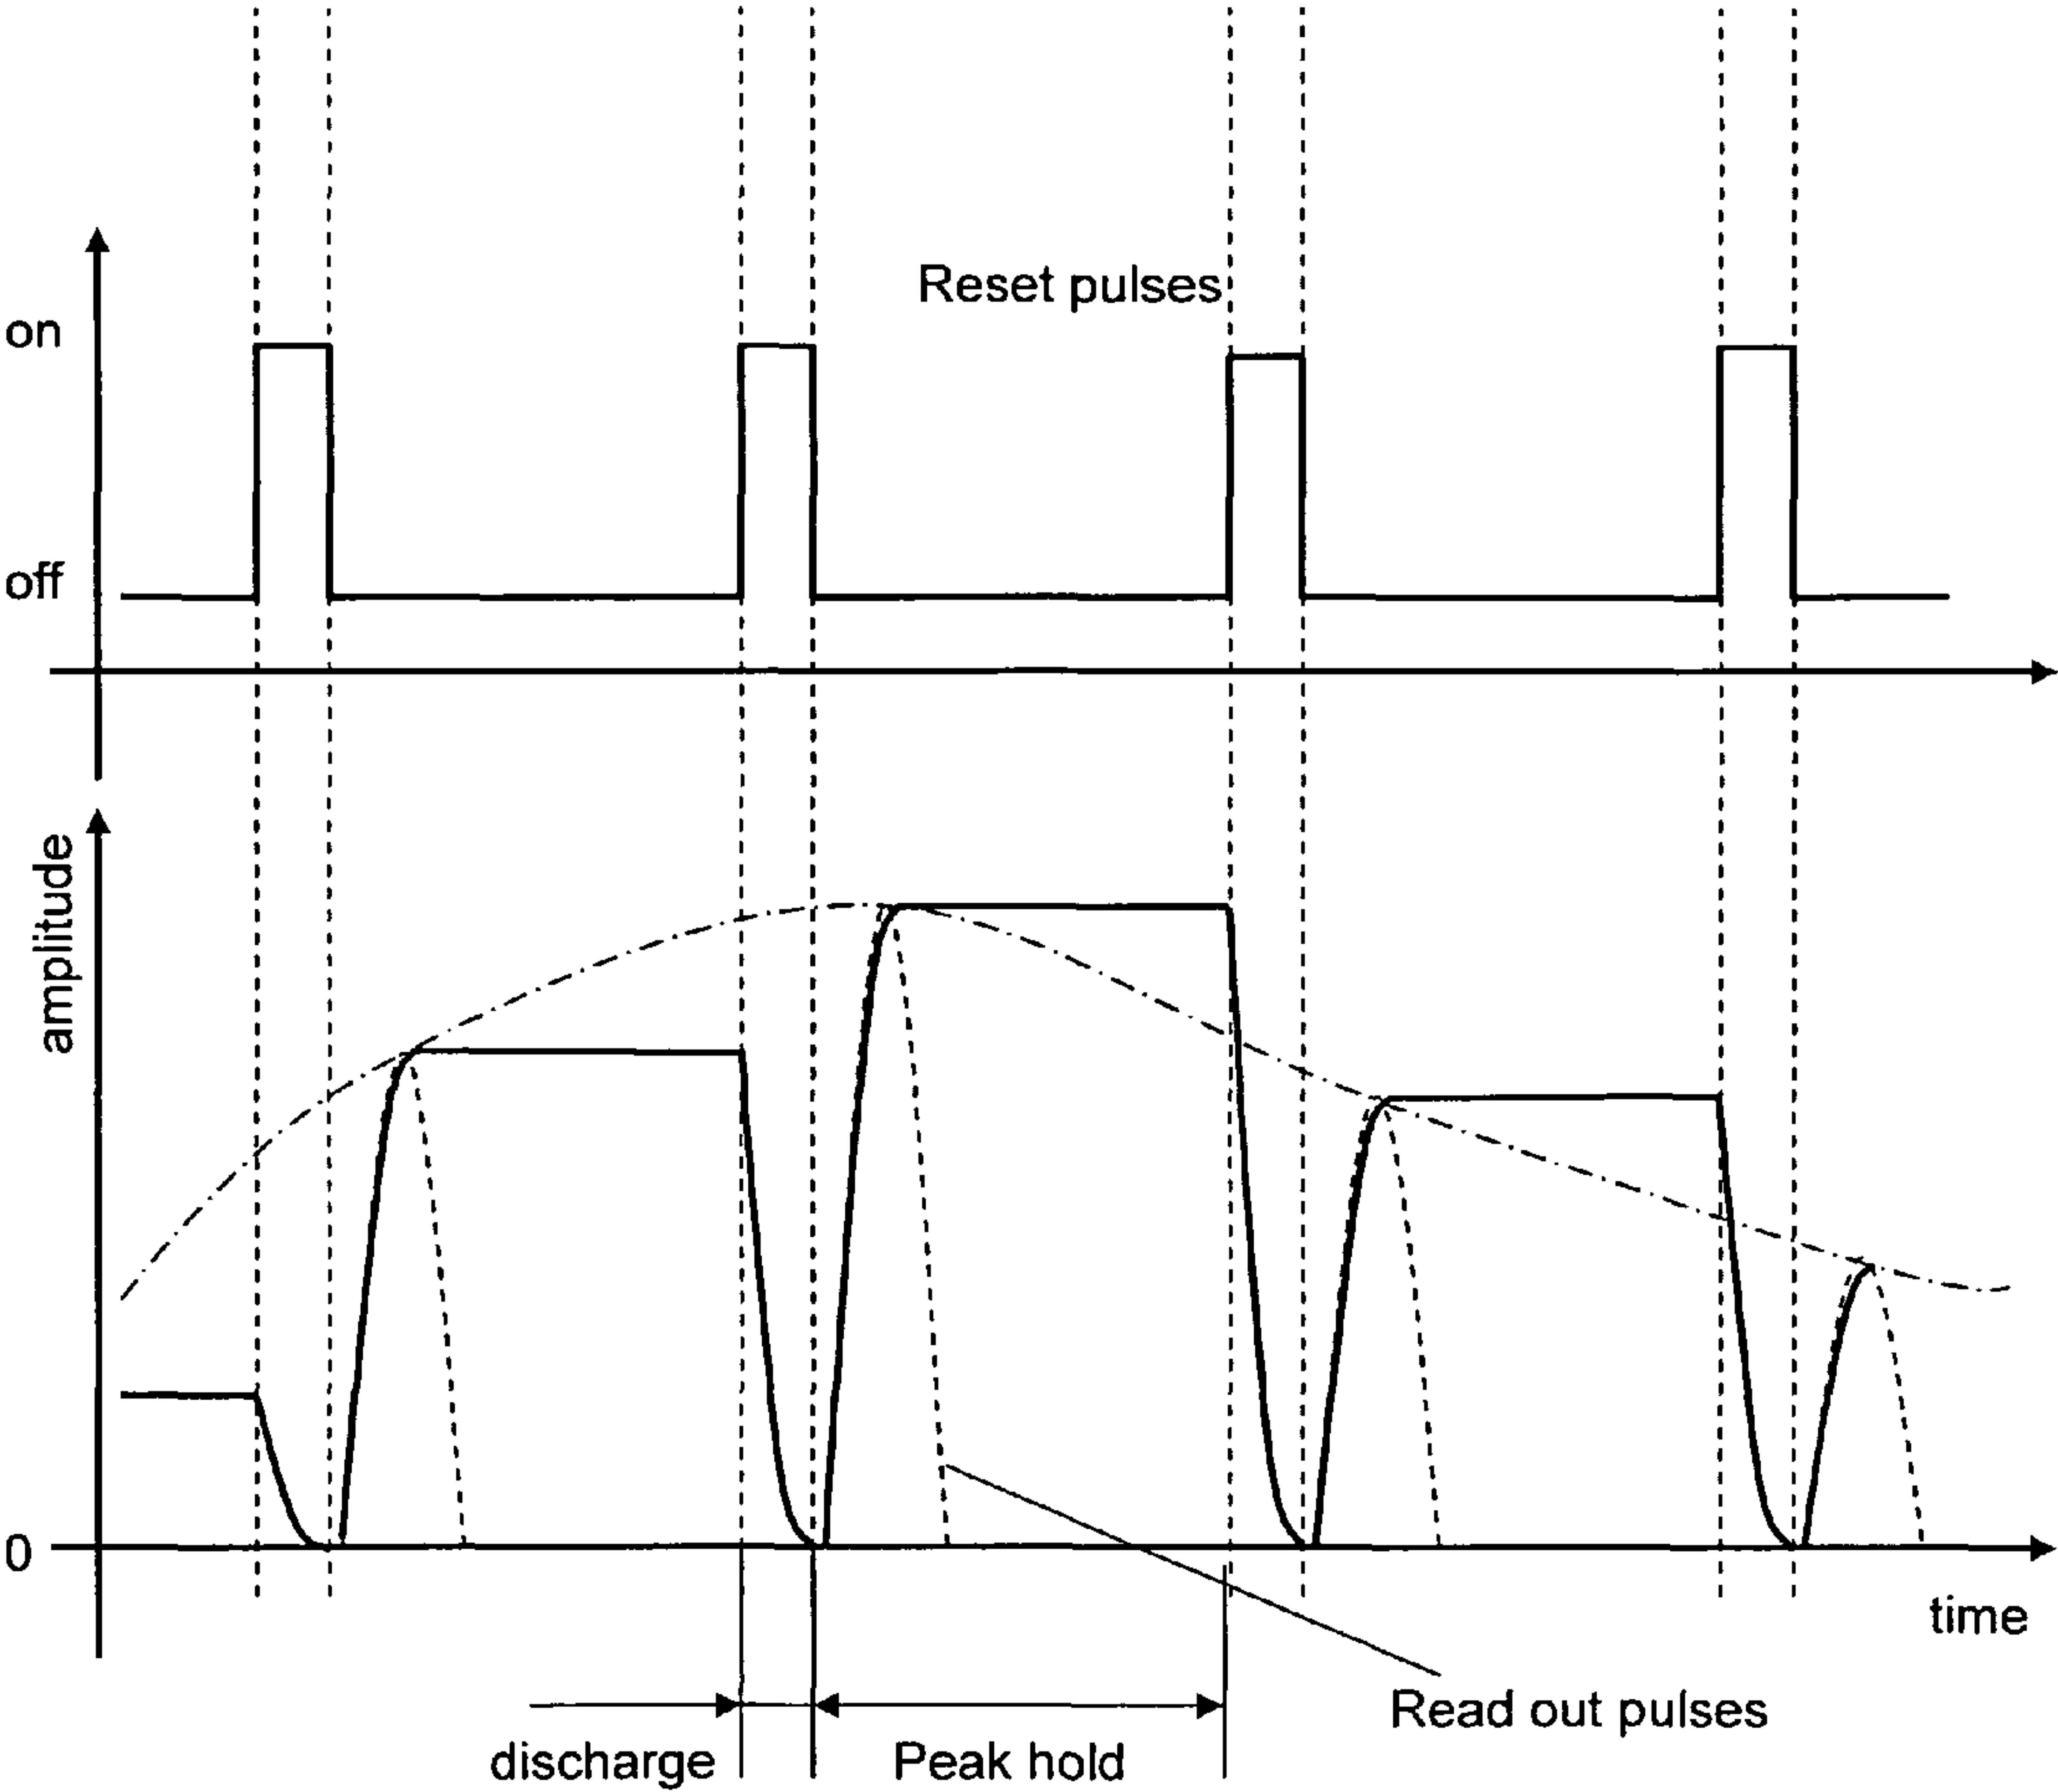 Reset pulses
on
off
amplitude
0
time
Read out pulses
discharge
Peak hold